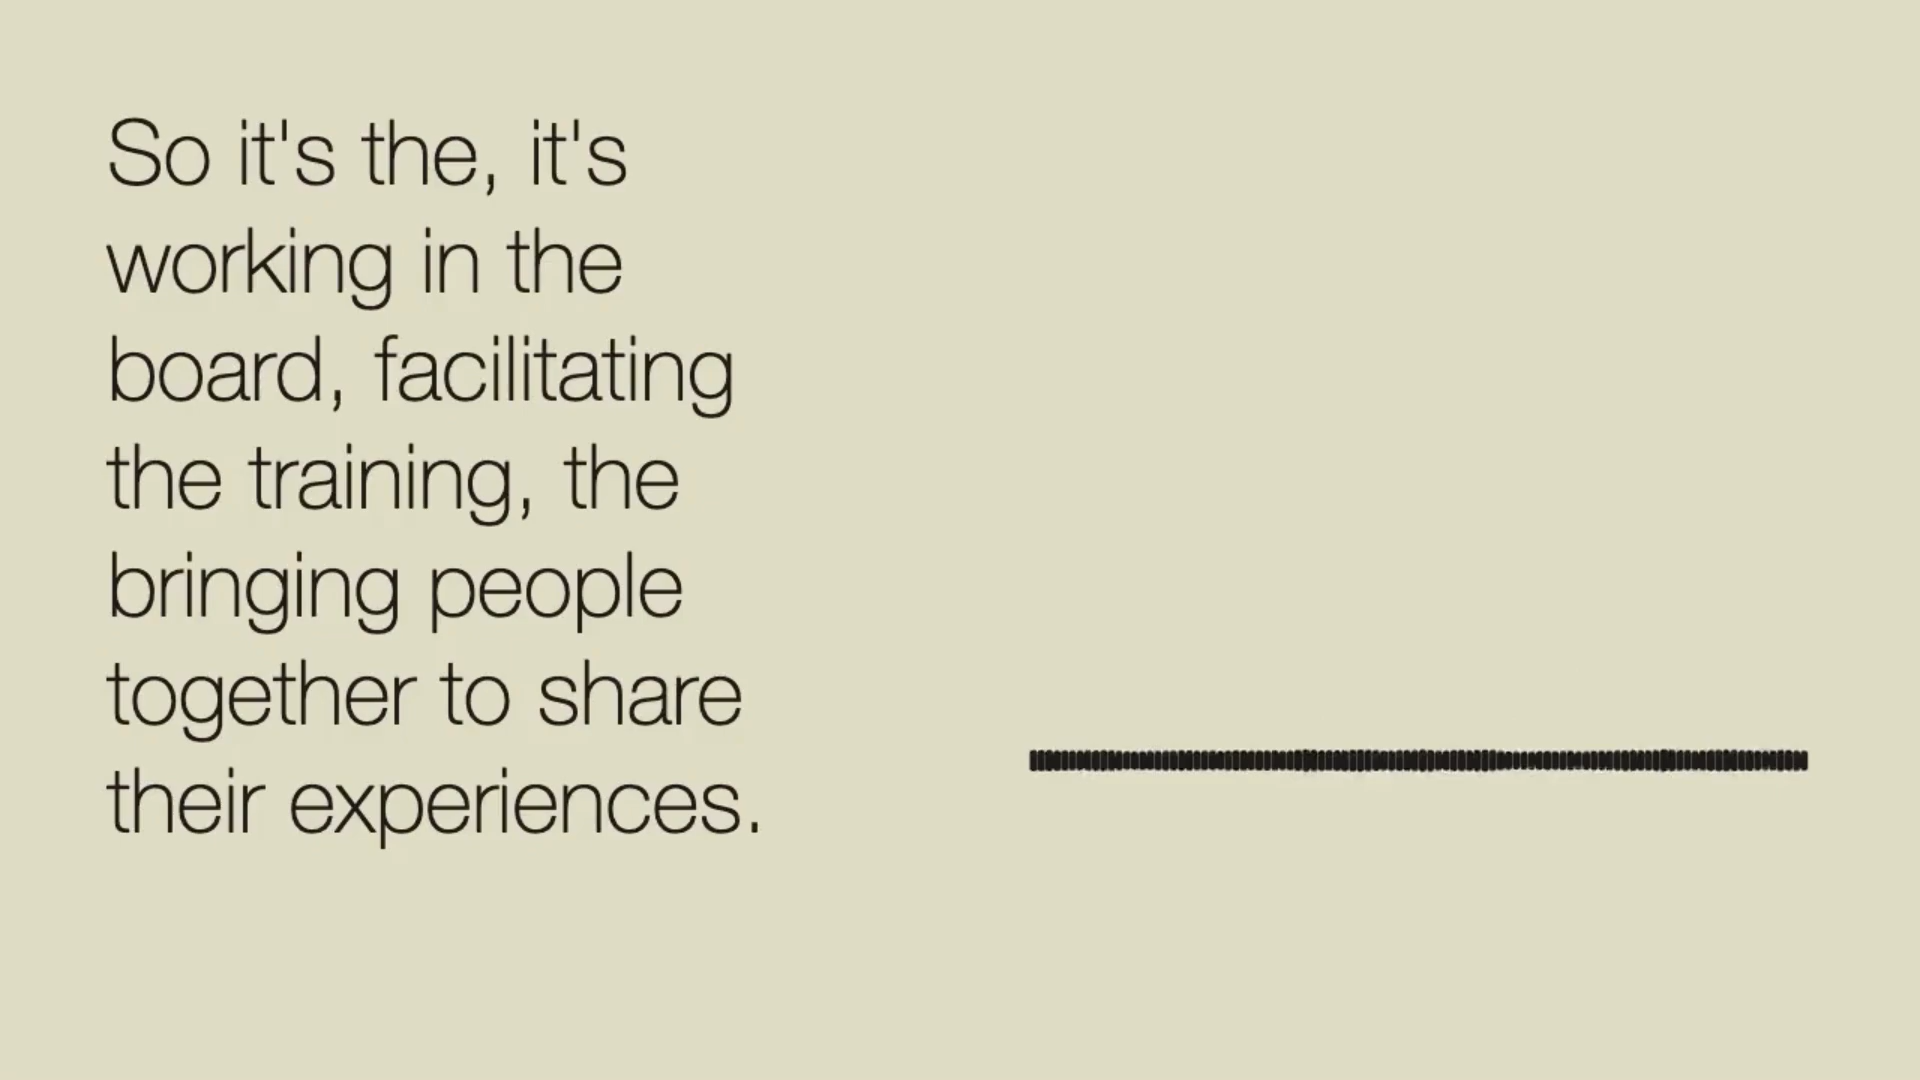 So it's the, it's
working in the
board, facilitating
the training, the
bringing people
together to share
their experiences.